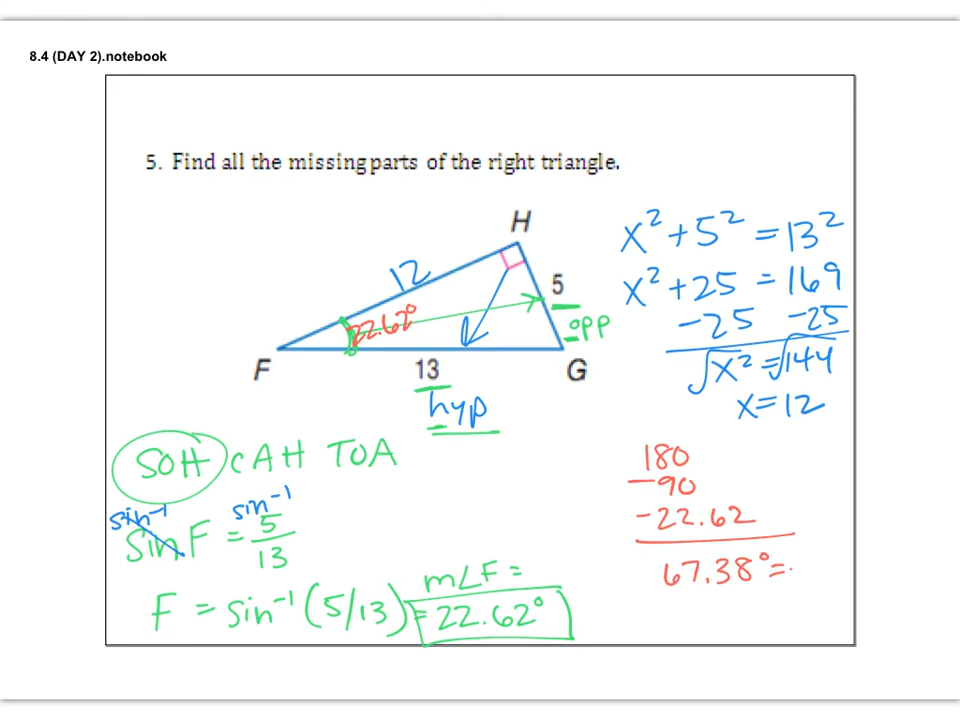 8.4 (DAY 2).notebook
5. Find all the missing parts of the right triangle.
H
12
5
22.62°
opp
F
13
G
hyp
x² + 5² = 13²
x² + 25 = 169
-25 -25
√x² = √144
x = 12
SOH CAH TOA
sin⁻¹ sin⁻¹
sin F = 5/13
F = sin⁻¹ (5/13) = 22.62°
m∠F =
180
-90
-22.62
67.38° =